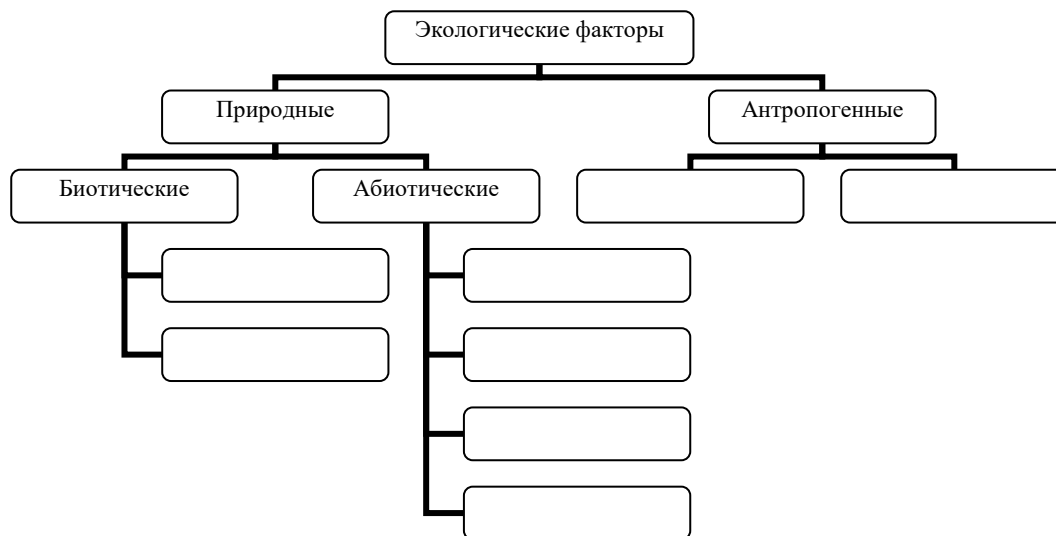 Экологические факторы
Природные
Антропогенные
Биотические
Абиотические